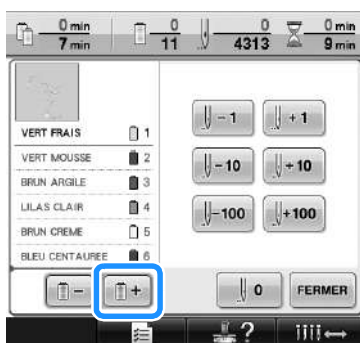 0 min 0 0 0 min
7 min 11 4313 9 min
VERT FRAIS 1
VERT MOUSSE 2
BRUN ARGILE 3
LILAS CLAIR 4
BRUN CREME 5
BLEU CENTAUREE 6
-1 +1
-10 +10
-100 +100
- + 0 FERMER
?